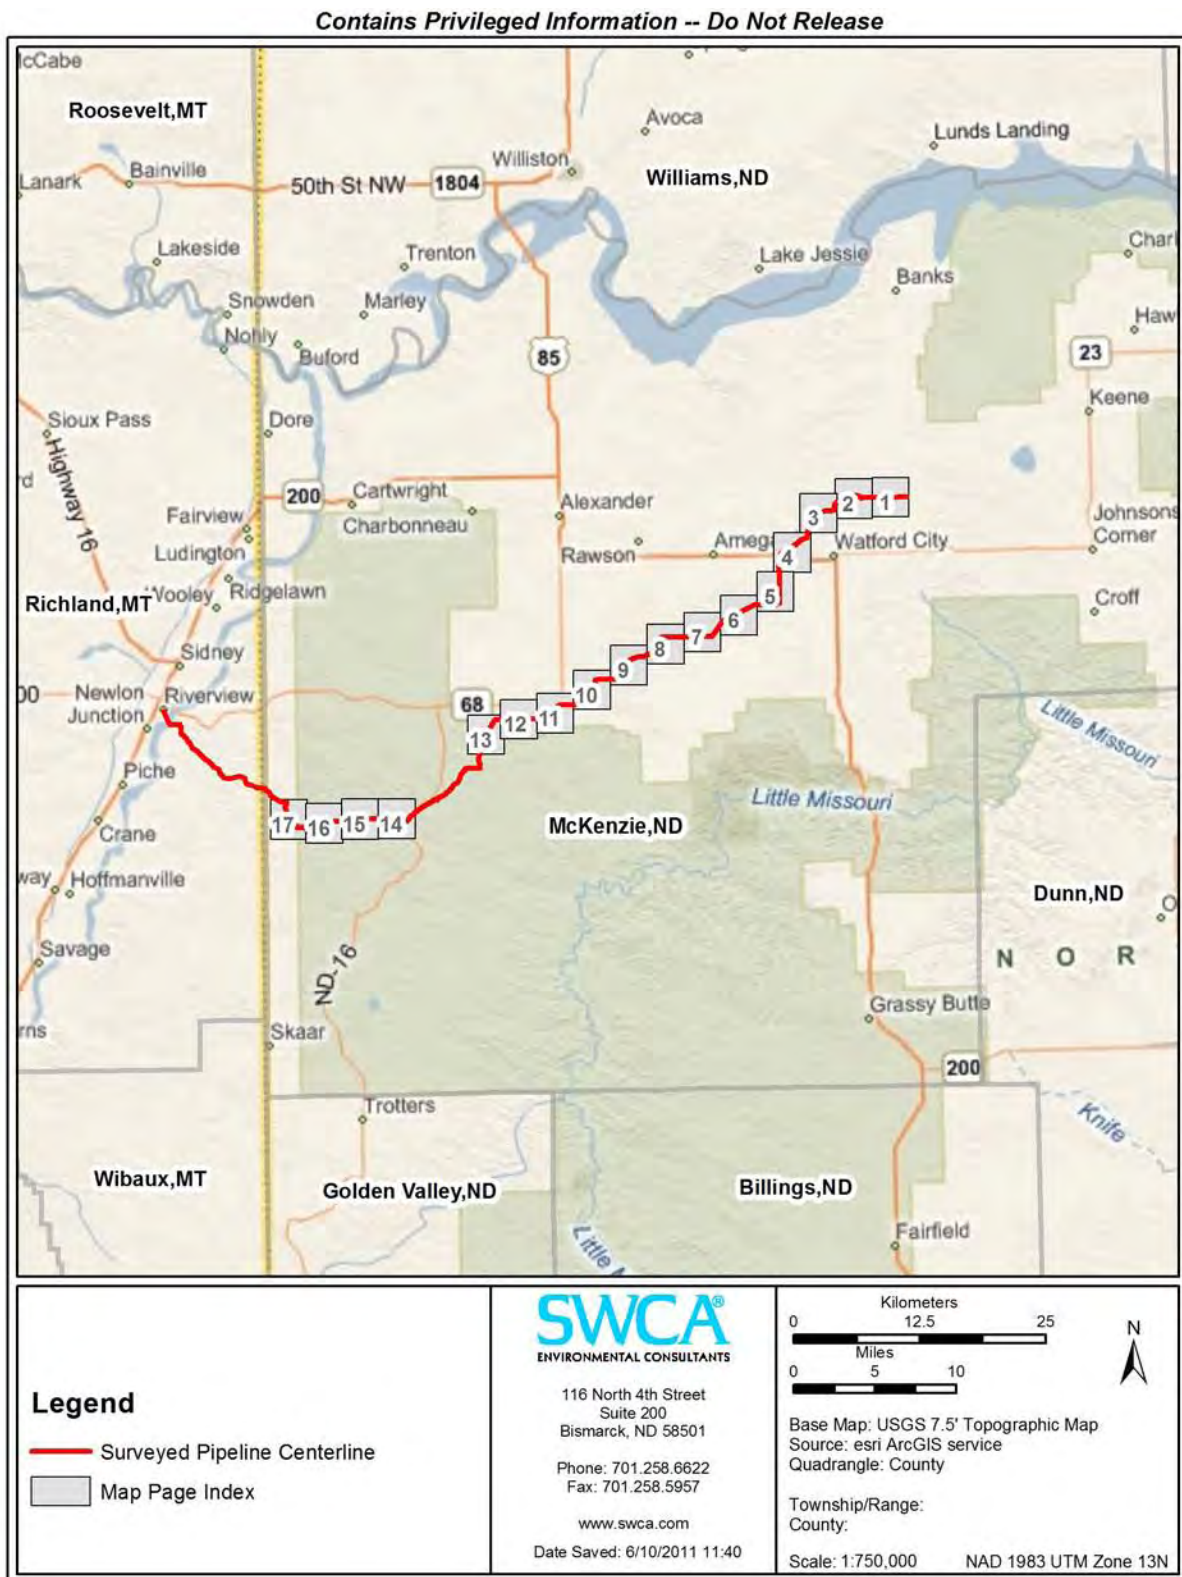 Contains Privileged Information -- Do Not Release
McCabe
Roosevelt,MT
Avoca
Lunds Landing
Williston
Lanark
Bainville
50th St NW
1804
Williams,ND
Lakeside
Trenton
Lake Jessie
Charl
Banks
Snowden
Marley
Nohly
Buford
Haw
85
23
Keene
Sioux Pass
Dore
Highway 16
rd
200
Cartwright
Charbonneau
Alexander
Fairview
Ludington
Rawson
Arnega
Watford City
Johnsons
Corner
1
2
3
4
5
6
7
8
9
10
11
12
13
14
15
16
17
Richland,MT
Wooley
Ridgelawn
Croff
Sidney
00
Newlon
Junction
Riverview
68
Little Missouri
Piche
Little Missouri
Crane
McKenzie,ND
way
Hoffmanville
Dunn,ND
O
Savage
ND-16
N O R
Grassy Butte
rns
Skaar
200
Trotters
Knife
Wibaux,MT
Golden Valley,ND
Billings,ND
Little M
Fairfield
Legend
Surveyed Pipeline Centerline
Map Page Index
SWCA®
ENVIRONMENTAL CONSULTANTS
116 North 4th Street
Suite 200
Bismarck, ND 58501
Phone: 701.258.6622
Fax: 701.258.5957
www.swca.com
Date Saved: 6/10/2011 11:40
Kilometers
0 12.5 25
Miles
0 5 10
N
Base Map: USGS 7.5' Topographic Map
Source: esri ArcGIS service
Quadrangle: County
Township/Range:
County:
Scale: 1:750,000 NAD 1983 UTM Zone 13N